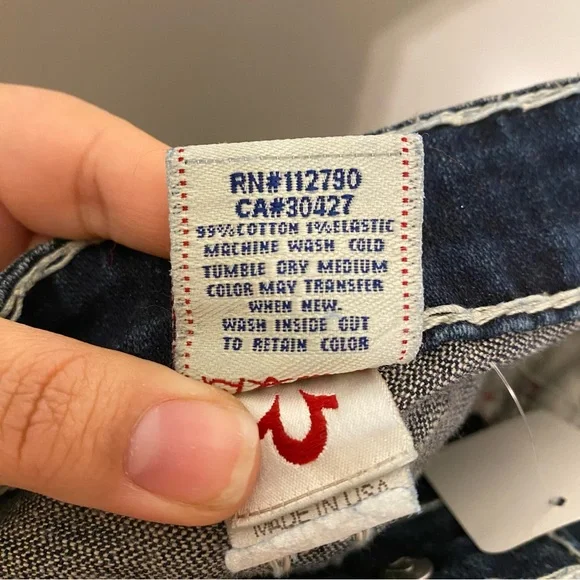 RN#112790
CA#30427
99%COTTON 1%ELASTIC
MACHINE WASH COLD
TUMBLE DRY MEDIUM
COLOR MAY TRANSFER
WHEN NEW.
WASH INSIDE OUT
TO RETAIN COLOR
MADE IN USA